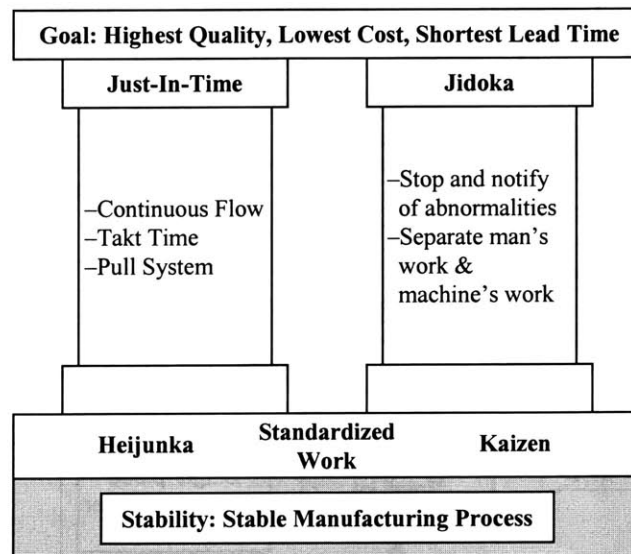 Goal: Highest Quality, Lowest Cost, Shortest Lead Time
Just-In-Time
Jidoka
–Continuous Flow
–Takt Time
–Pull System
–Stop and notify
of abnormalities
–Separate man's
work &
machine's work
Heijunka
Standardized
Work
Kaizen
Stability: Stable Manufacturing Process